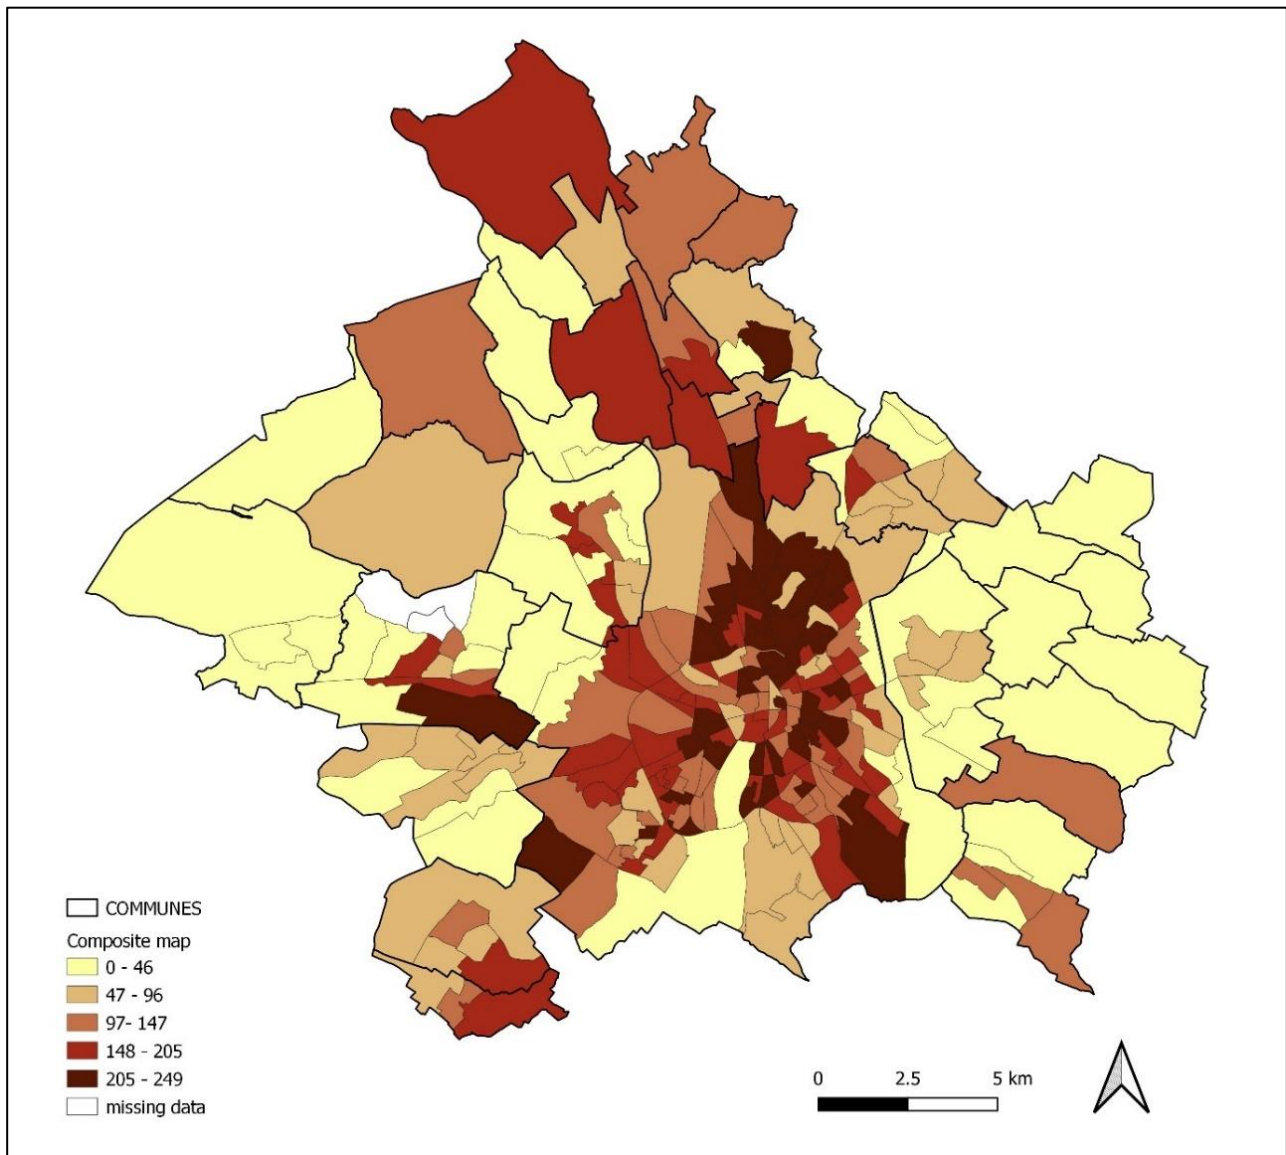 COMMUNES
Composite map
0 - 46
47 - 96
97- 147
148 - 205
205 - 249
missing data
0 2.5 5 km